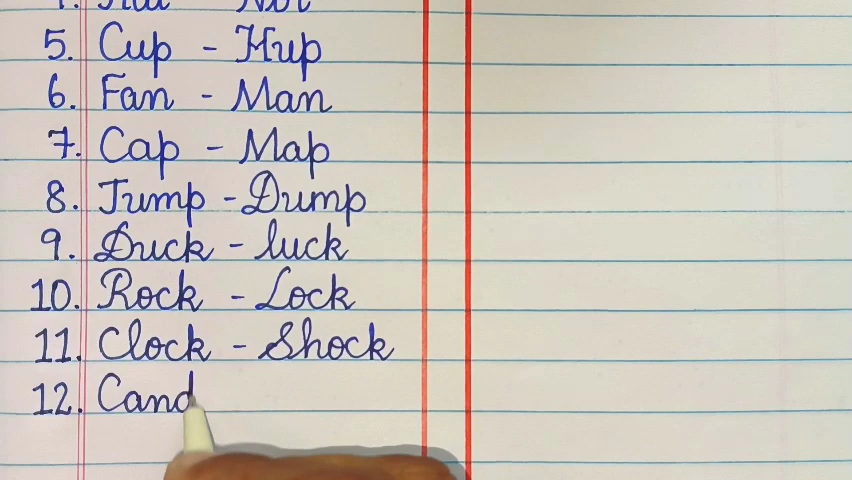 5. Cup - Hup
6. Fan - Man
7. Cap - Map
8. Jump - Dump
9. Duck - luck
10. Rock - Lock
11. Clock - Shock
12. Cand